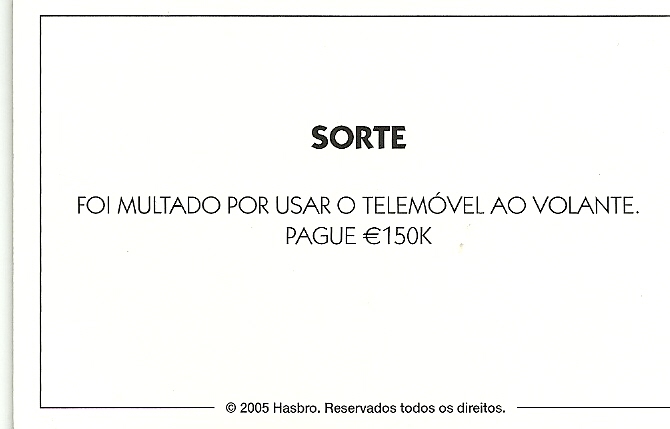 SORTE
FOI MULTADO POR USAR O TELEMÓVEL AO VOLANTE.
PAGUE €150K
© 2005 Hasbro. Reservados todos os direitos.